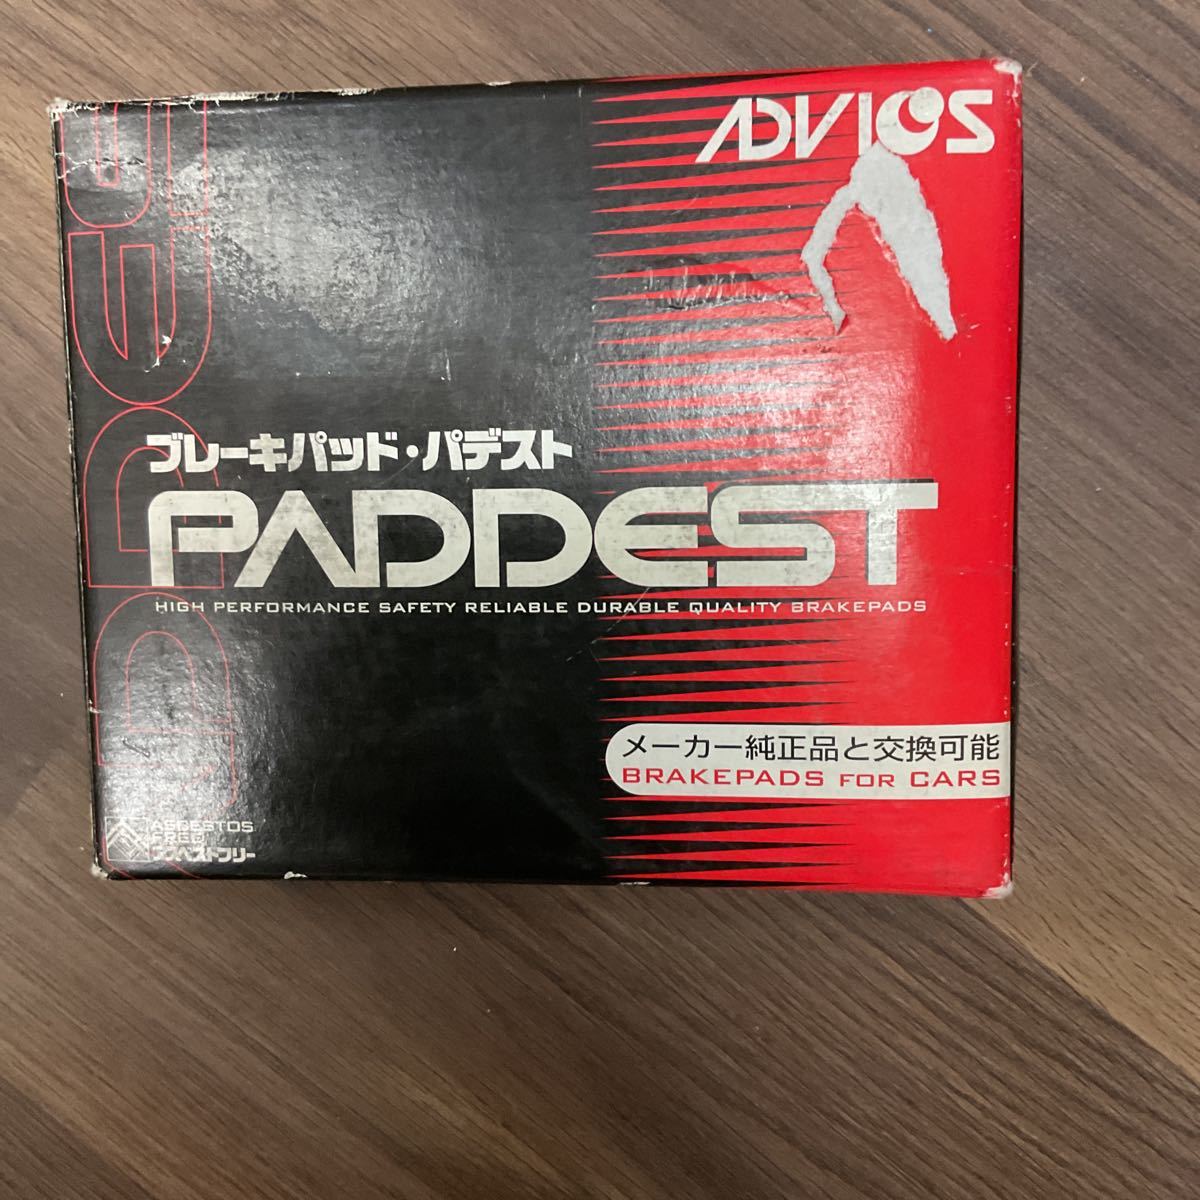 ADVICS
ブレーキパッド・パデスト
PADDEST
HIGH PERFORMANCE SAFETY RELIABLE DURABLE QUALITY BRAKEPADS
メーカー純正品と交換可能
BRAKEPADS FOR CARS
ASBESTOS
FREE
アスベストフリー